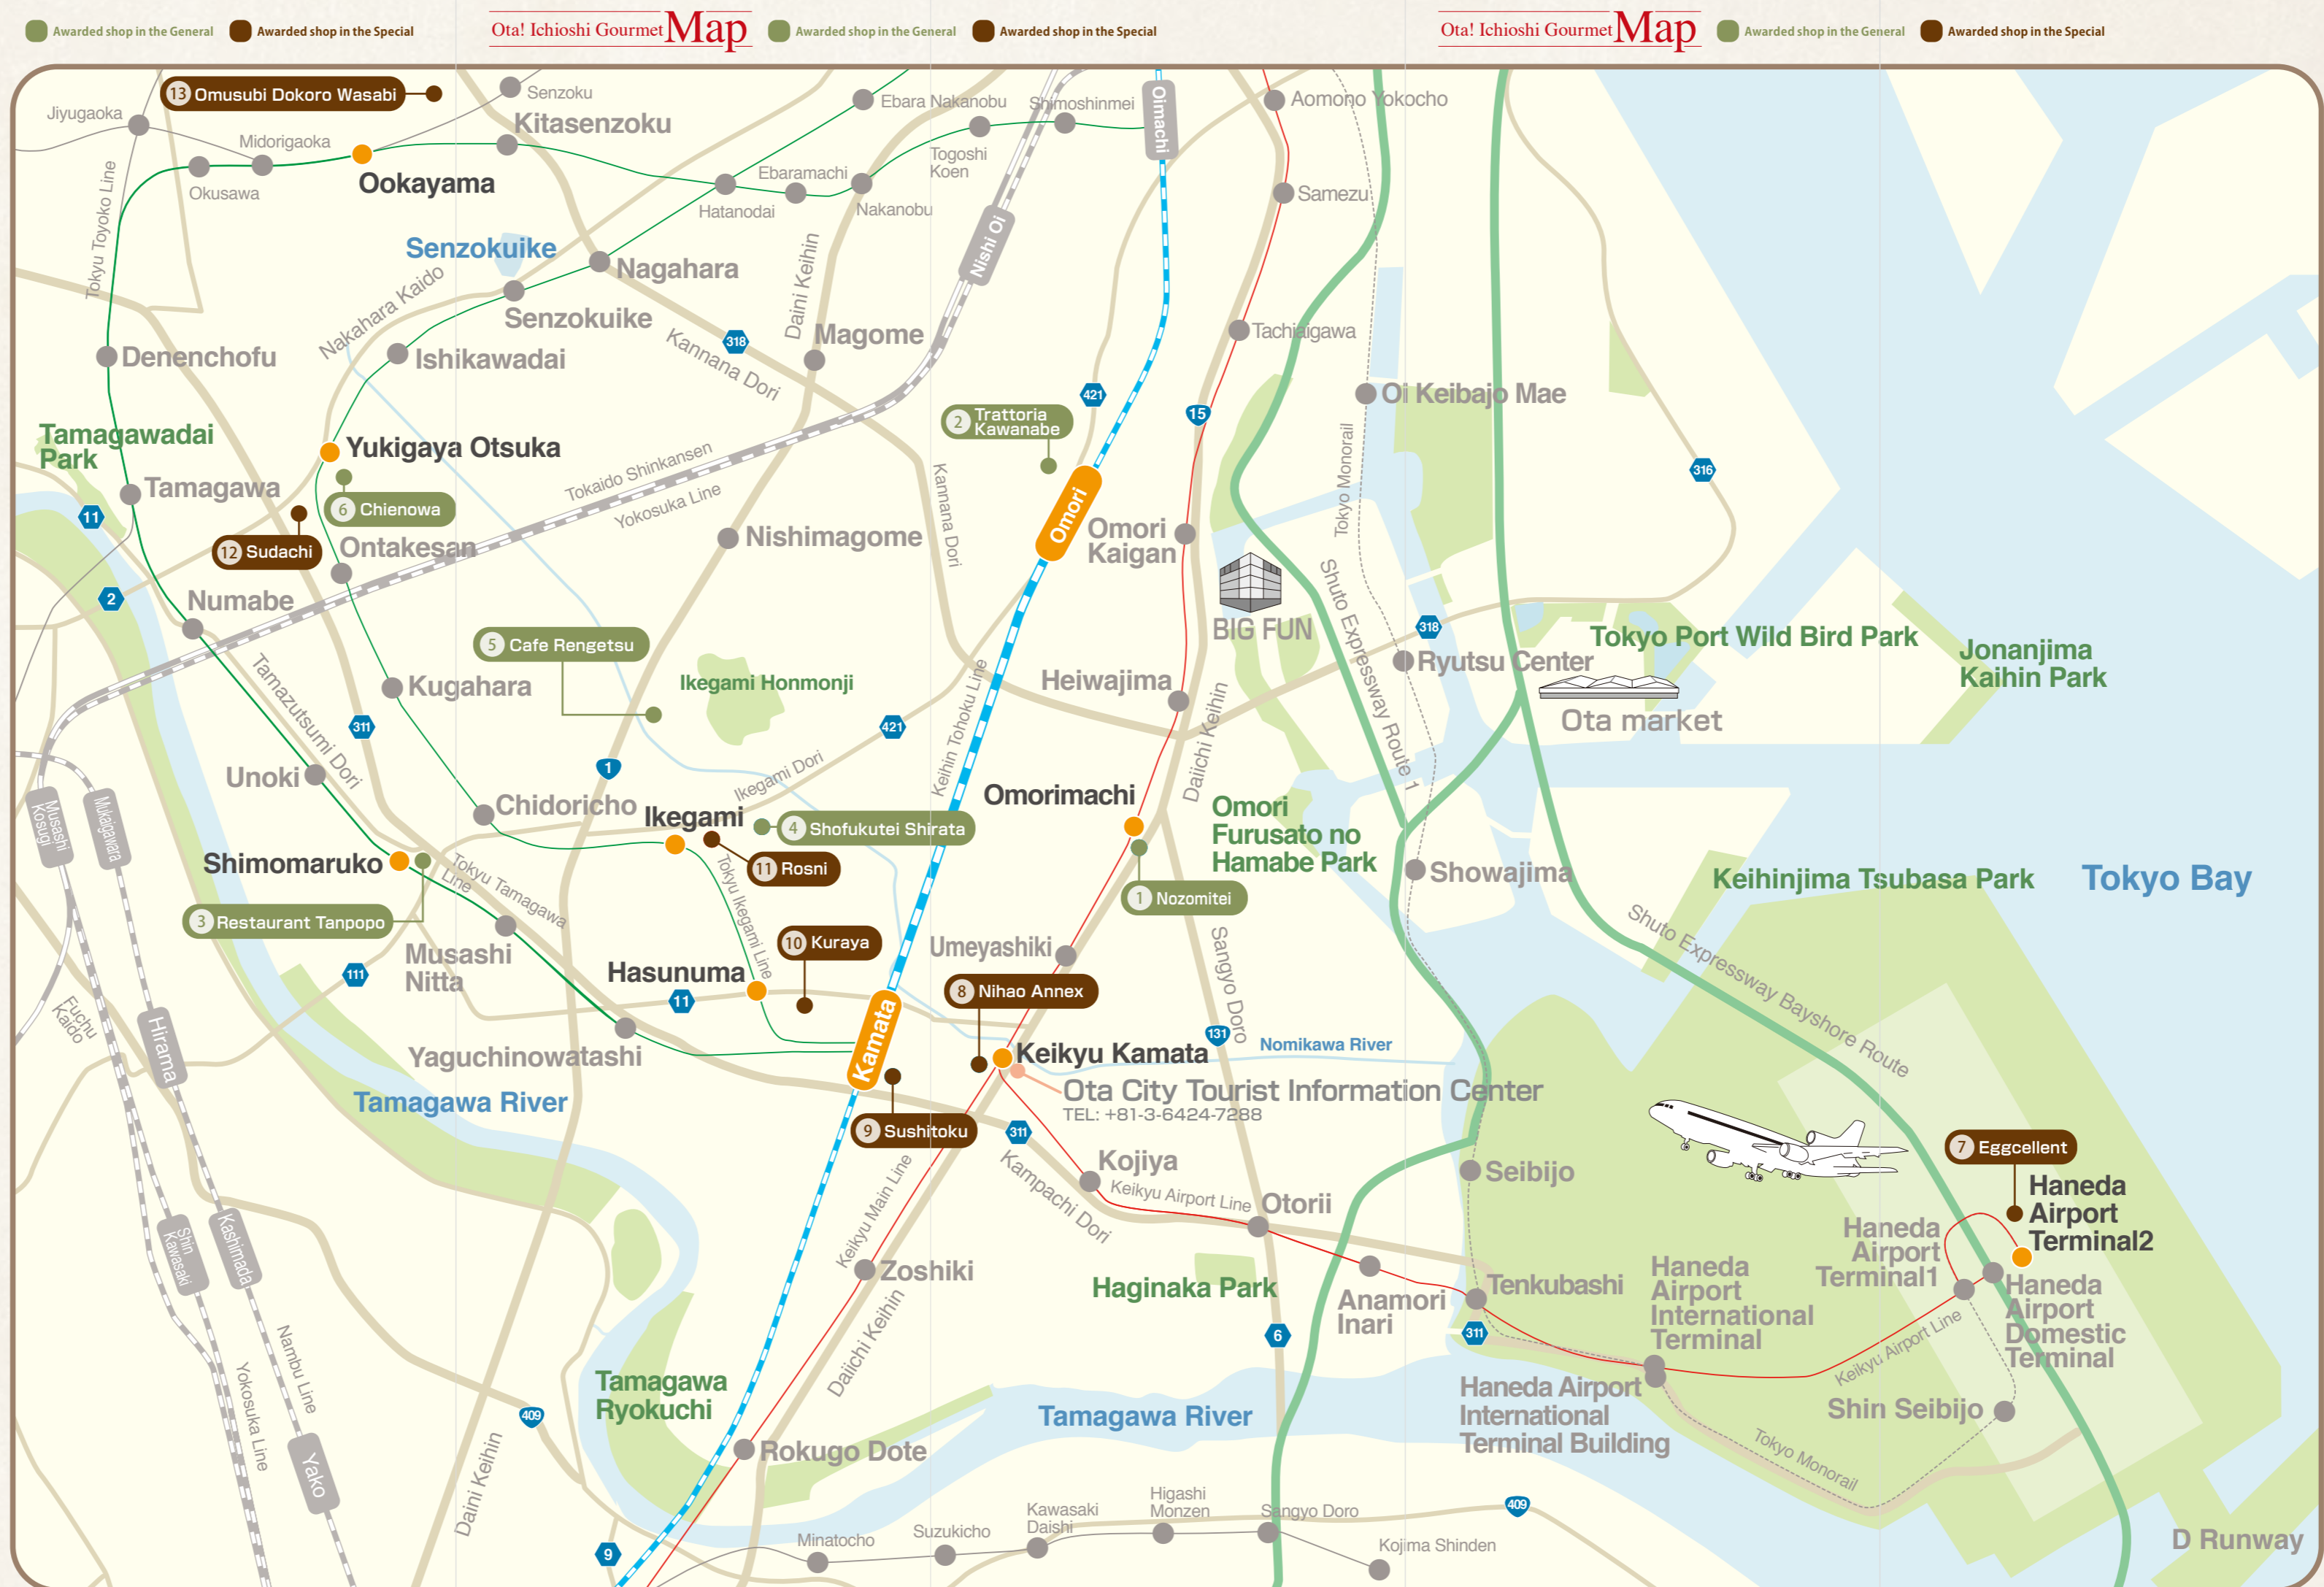 Awarded shop in the General
Awarded shop in the Special
Ota! Ichioshi Gourmet Map
Awarded shop in the General
Awarded shop in the Special
Ota! Ichioshi Gourmet Map
Awarded shop in the General
Awarded shop in the Special
13 Omusubi Dokoro Wasabi
Senzoku
Ebara Nakanobu
Shimoshinmei
Oimachi
Aomono Yokocho
Jiyugaoka
Midorigaoka
Kitasenzoku
Togoshi
Koen
Okusawa
Ookayama
Ebaramachi
Hatanodai
Nakanobu
Samezu
Tokyu Toyoko Line
Senzokuike
Nagahara
Nishi Oi
Daini Keihin
Nakahara Kaido
Senzokuike
Magome
318
Kannana Dori
Tachiaigawa
Denenchofu
Ishikawadai
421
15
Oi Keibajo Mae
2 Trattoria
Kawanabe
Tamagawadai
Park
Yukigaya Otsuka
Tokaido Shinkansen
Yokosuka Line
Kannana Dori
Tokyo Monorail
316
Tamagawa
11
6 Chienowa
Omori
Omori
Kaigan
Nishimagome
12 Sudachi
Ontakesan
2
Numabe
BIG FUN
Shuto Expressway Route 1
318
Tokyo Port Wild Bird Park
Jonanjima
Kaihin Park
5 Cafe Rengetsu
Ikegami Honmonji
Kugahara
Heiwajima
Ryutsu Center
Ota market
Tamazutsumi Dori
311
421
Keihin Tohoku Line
Daiichi Keihin
Unoki
1
Ikegami Dori
Musashi
Kosugi
Mukaigawara
Chidoricho
Ikegami
4 Shofukutei Shirata
Omorimachi
Omori
Furusato no
Hamabe Park
Shimomaruko
11 Rosni
Tokyu Tamagawa
Line
Tokyu Ikegami Line
Showajima
Keihinjima Tsubasa Park
Tokyo Bay
3 Restaurant Tanpopo
1 Nozomitei
Musashi
Nitta
10 Kuraya
Umeyashiki
Sangyo Doro
Shuto Expressway Bayshore Route
111
Hasunuma
11
8 Nihao Annex
Fuchu
Kaido
Hirama
Kamata
131
Nomikawa River
Yaguchinowatashi
Keikyu Kamata
Ota City Tourist Information Center
TEL: +81-3-6424-7288
Tamagawa River
9 Sushitoku
311
7 Eggcellent
Kampachi Dori
Kojiya
Keikyu Airport Line
Otorii
Seibijo
Haneda
Airport
Terminal2
Shin
Kawasaki
Kashimada
Keikyu Main Line
Zoshiki
Haneda
Airport
Terminal1
Haginaka Park
Anamori
Inari
Tenkubashi
Haneda
Airport
International
Terminal
Haneda
Airport
Domestic
Terminal
6
311
Daiichi Keihin
Keikyu Airport Line
Nambu Line
Yokosuka Line
Tamagawa
Ryokuchi
409
Tamagawa River
Haneda Airport
International
Terminal Building
Shin Seibijo
Tokyo Monorail
Rokugo Dote
Yako
Daini Keihin
Higashi
Monzen
Kawasaki
Daishi
Sangyo Doro
409
Suzukicho
Minatocho
Kojima Shinden
9
D Runway